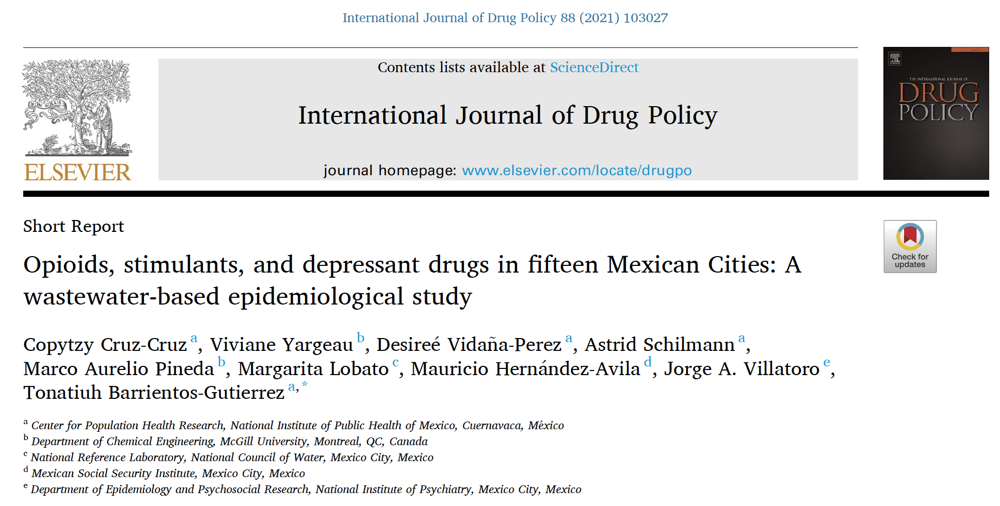 International Journal of Drug Policy 88 (2021) 103027
Contents lists available at ScienceDirect
International Journal of Drug Policy
journal homepage: www.elsevier.com/locate/drugpo
NON SOLUS
ELSEVIER
ELSEVIER
THE INTERNATIONAL JOURNAL OF
DRUG
POLICY
Short Report
Check for
updates
Opioids, stimulants, and depressant drugs in fifteen Mexican Cities: A
wastewater-based epidemiological study
Copytzy Cruz-Cruz a, Viviane Yargeau b, Desireé Vidaña-Perez a, Astrid Schilmann a,
Marco Aurelio Pineda b, Margarita Lobato c, Mauricio Hernández-Avila d, Jorge A. Villatoro e,
Tonatiuh Barrientos-Gutierrez a,*
a Center for Population Health Research, National Institute of Public Health of Mexico, Cuernavaca, México
b Department of Chemical Engineering, McGill University, Montreal, QC, Canada
c National Reference Laboratory, National Council of Water, Mexico City, Mexico
d Mexican Social Security Institute, Mexico City, Mexico
e Department of Epidemiology and Psychosocial Research, National Institute of Psychiatry, Mexico City, Mexico